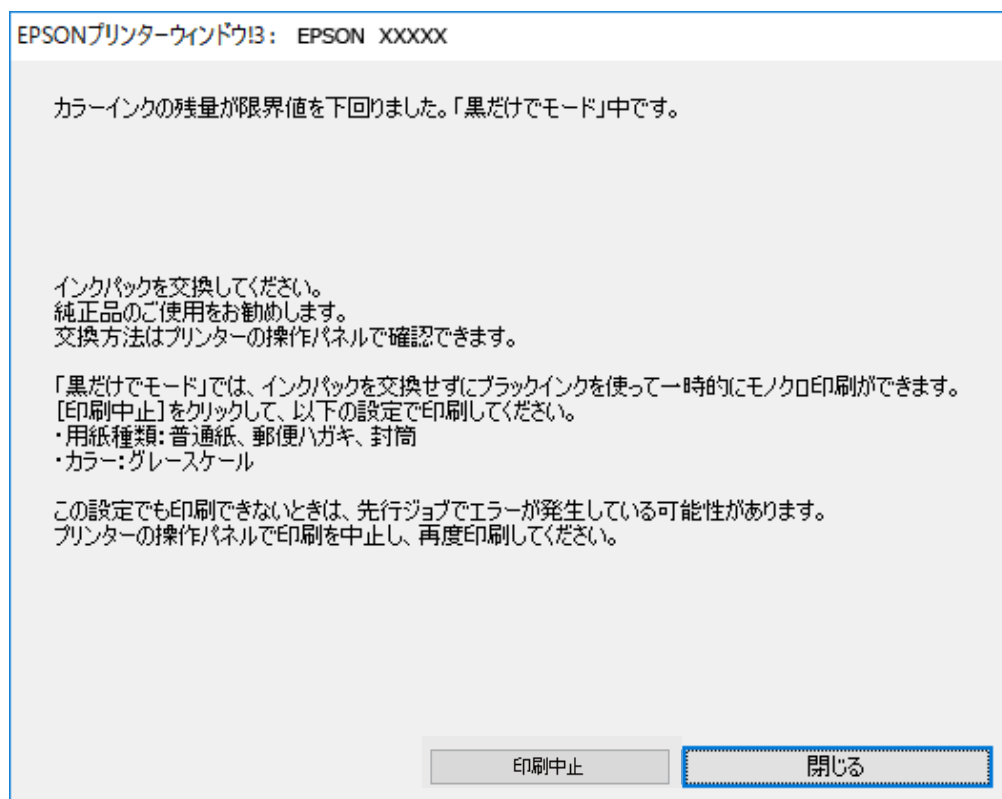 EPSONプリンターウィンドウ!3： EPSON XXXXX
カラーインクの残量が限界値を下回りました。「黒だけでモード」中です。
インクパックを交換してください。
純正品のご使用をお勧めします。
交換方法はプリンターの操作パネルで確認できます。
「黒だけでモード」では、インクパックを交換せずにブラックインクを使って一時的にモノクロ印刷ができます。
[印刷中止]をクリックして、以下の設定で印刷してください。
・用紙種類：普通紙、郵便ハガキ、封筒
・カラー：グレースケール
この設定でも印刷できないときは、先行ジョブでエラーが発生している可能性があります。
プリンターの操作パネルで印刷を中止し、再度印刷してください。
印刷中止
閉じる